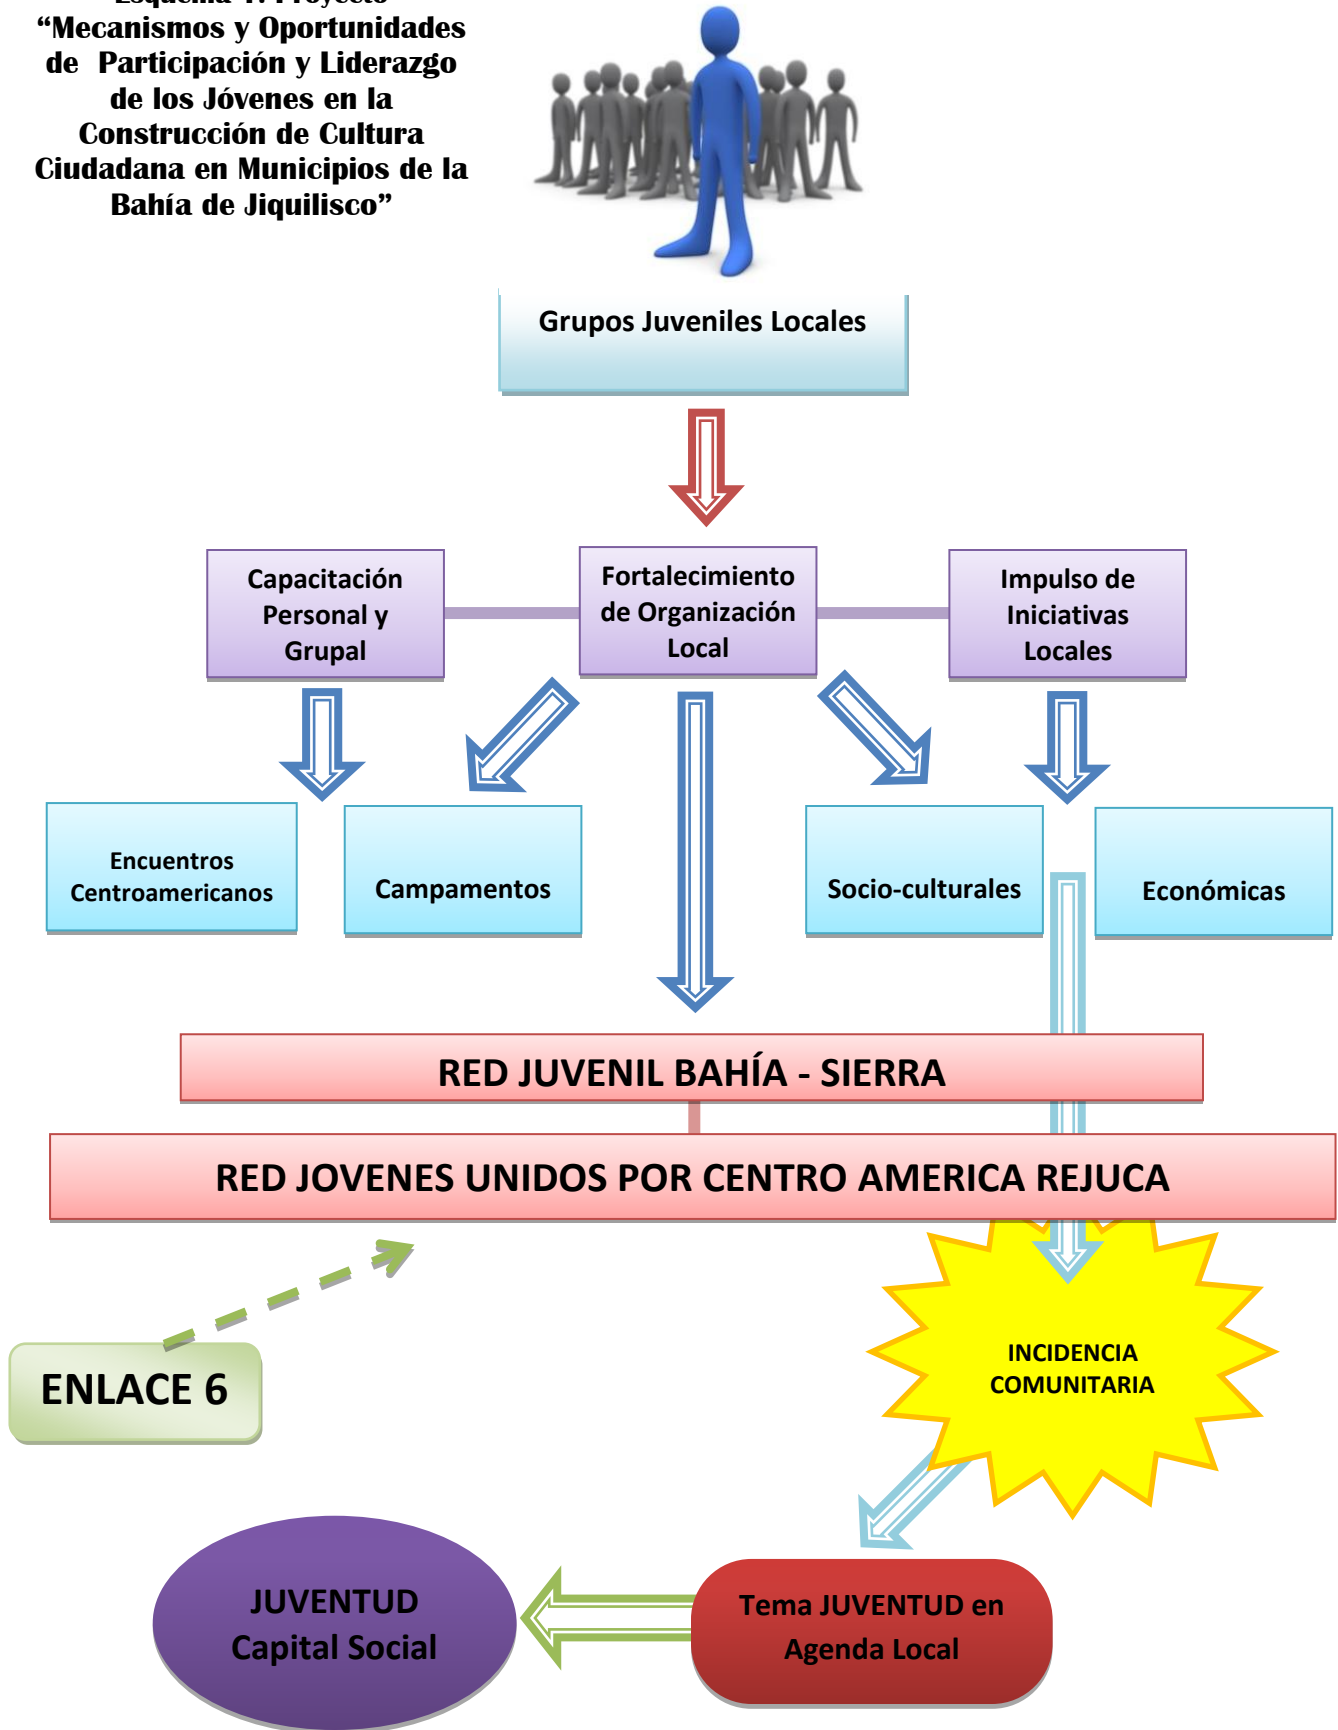 Esquema 1. Proyecto
“Mecanismos y Oportunidades
de Participación y Liderazgo
de los Jóvenes en la
Construcción de Cultura
Ciudadana en Municipios de la
Bahía de Jiquilisco”
Grupos Juveniles Locales
Capacitación
Personal y
Grupal
Fortalecimiento
de Organización
Local
Impulso de
Iniciativas
Locales
Encuentros
Centroamericanos
Campamentos
Socio-culturales
Económicas
RED JUVENIL BAHÍA - SIERRA
RED JOVENES UNIDOS POR CENTRO AMERICA REJUCA
ENLACE 6
INCIDENCIA
COMUNITARIA
JUVENTUD
Capital Social
Tema JUVENTUD en
Agenda Local